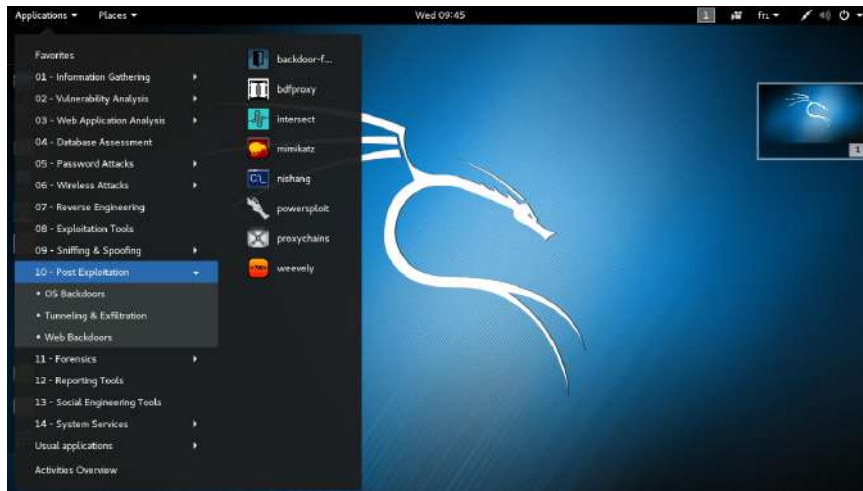 Applications Places Wed 09:45 1 fr₁
Favorites
01 - Information Gathering
02 - Vulnerability Analysis
03 - Web Application Analysis
04 - Database Assessment
05 - Password Attacks
06 - Wireless Attacks
07 - Reverse Engineering
08 - Exploitation Tools
09 - Sniffing & Spoofing
10 - Post Exploitation
• OS Backdoors
• Tunneling & Exfiltration
• Web Backdoors
11 - Forensics
12 - Reporting Tools
13 - Social Engineering Tools
14 - System Services
Usual applications
Activities Overview
backdoor-f...
bdfproxy
intersect
mimikatz
nishang
powersploit
proxychains
weevely
1